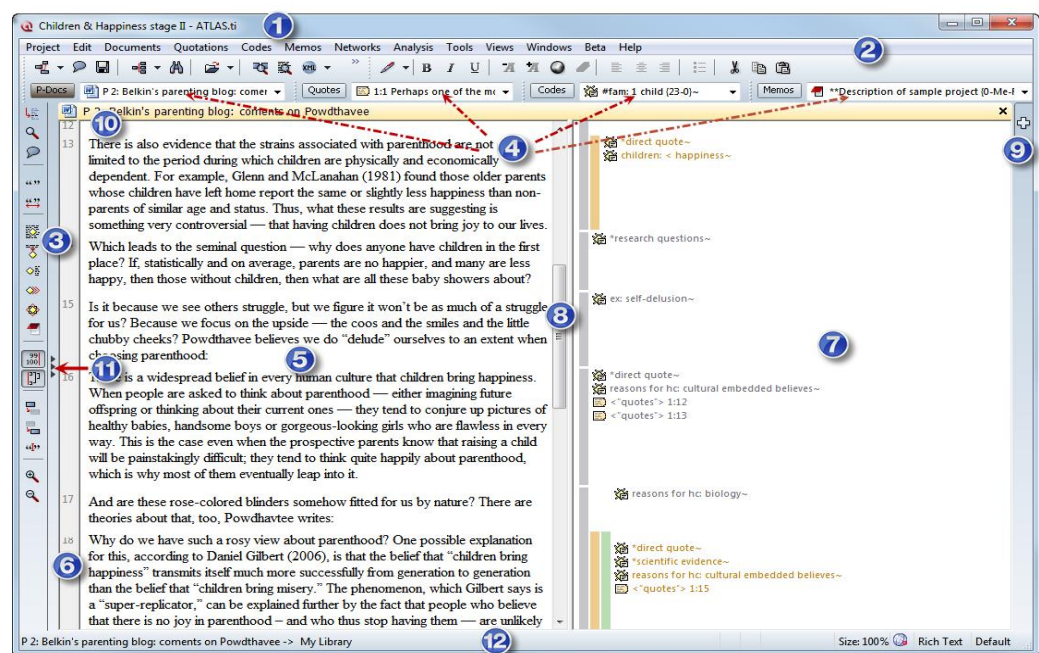 Children & Happiness stage II - ATLAS.ti
1
Project Edit Documents Quotations Codes Memos Networks Analysis Tools Views Windows Beta Help
2
B I U
P-Docs P 2: Belkin's parenting blog: comer Quotes 1:1 Perhaps one of the mo Codes #fam: 1 child (23-0)~ Memos **Description of sample project (0-Me-F
P 2: Belkin's parenting blog: coments on Powdthavee
10
4
9
12
13 There is also evidence that the strains associated with parenthood are not
limited to the period during which children are physically and economically
dependent. For example, Glenn and McLanahan (1981) found those older parents
whose children have left home report the same or slightly less happiness than non-
parents of similar age and status. Thus, what these results are suggesting is
something very controversial — that having children does not bring joy to our lives.
*direct quote~
children: < happiness~
3
Which leads to the seminal question — why does anyone have children in the first
place? If, statistically and on average, parents are no happier, and many are less
happy, then those without children, then what are all these baby showers about?
*research questions~
15 Is it because we see others struggle, but we figure it won't be as much of a struggle
for us? Because we focus on the upside — the coos and the smiles and the little
chubby cheeks? Powdthavee believes we do "delude" ourselves to an extent when
choosing parenthood:
ex: self-delusion~
8
7
5
11
16 There is a widespread belief in every human culture that children bring happiness.
When people are asked to think about parenthood — either imagining future
offspring or thinking about their current ones — they tend to conjure up pictures of
healthy babies, handsome boys or gorgeous-looking girls who are flawless in every
way. This is the case even when the prospective parents know that raising a child
will be painstakingly difficult; they tend to think quite happily about parenthood,
which is why most of them eventually leap into it.
*direct quote~
reasons for hc: cultural embedded believes~
<"quotes"> 1:12
<"quotes"> 1:13
17 And are these rose-colored blinders somehow fitted for us by nature? There are
theories about that, too, Powdhavtee writes:
reasons for hc: biology~
18 Why do we have such a rosy view about parenthood? One possible explanation
for this, according to Daniel Gilbert (2006), is that the belief that "children bring
happiness" transmits itself much more successfully from generation to generation
than the belief that "children bring misery." The phenomenon, which Gilbert says is
a "super-replicator," can be explained further by the fact that people who believe
that there is no joy in parenthood – and who thus stop having them — are unlikely
*direct quote~
*scientific evidence~
reasons for hc: cultural embedded believes~
<"quotes"> 1:15
6
P 2: Belkin's parenting blog: coments on Powdthavee -> My Library
12
Size: 100% Rich Text Default